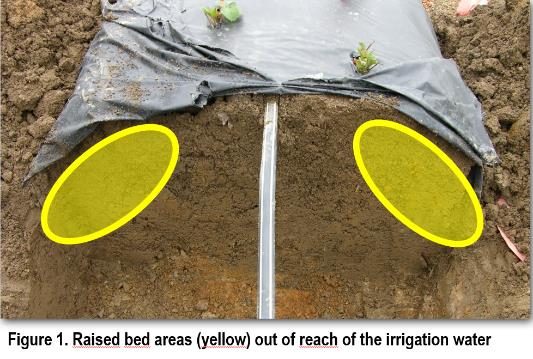 Figure 1. Raised bed areas (yellow) out of reach of the irrigation water